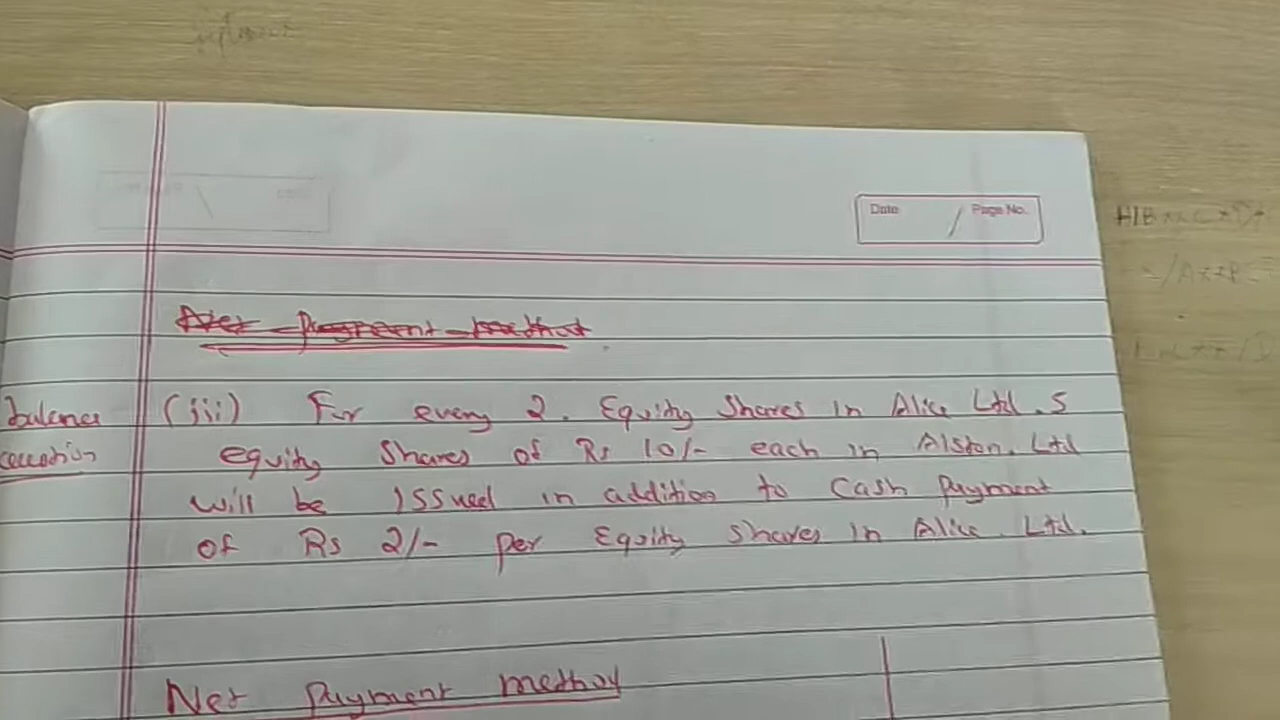 Date / Page No.
Net Payment method
balance (iii) For every 2. Equity Shares in Alice Ltd. 5
equity Shares of Rs 10/- each in Alston. Ltd
will be issued in addition to Cash Payment
of Rs 2/- per Equity Shares in Alice. Ltd.
Net Payment method